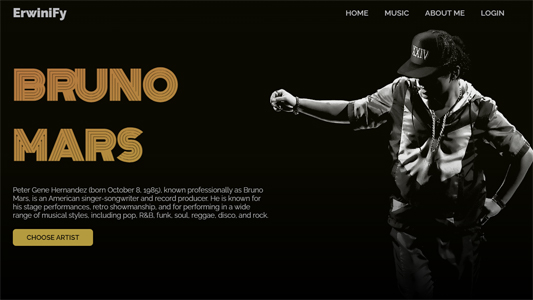 ErwiniFy
HOME MUSIC ABOUT ME LOGIN
XXIV
BRUNO
MARS
Peter Gene Hernandez (born October 8, 1985), known professionally as Bruno
Mars, is an American singer-songwriter and record producer. He is known for
his stage performances, retro showmanship, and for performing in a wide
range of musical styles, including pop, R&B, funk, soul, reggae, disco, and rock.
CHOOSE ARTIST